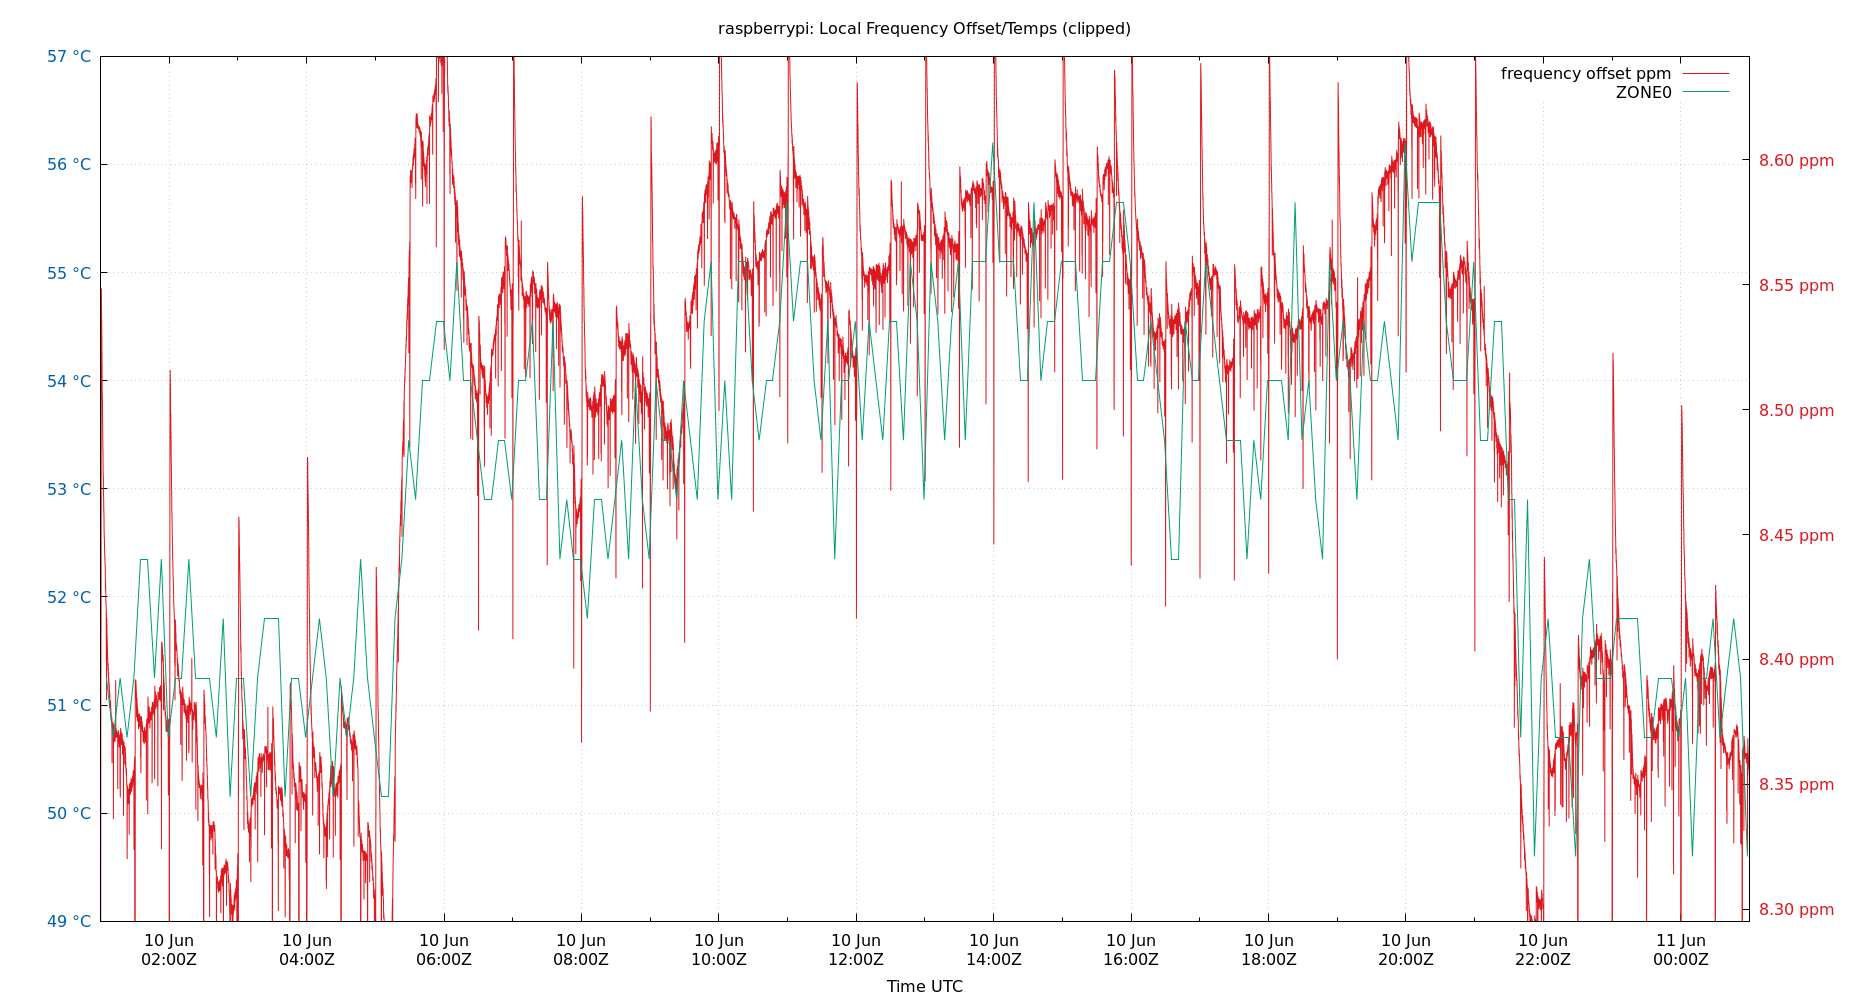 raspberrypi: Local Frequency Offset/Temps (clipped)
frequency offset ppm
ZONE0
57 °C
56 °C
55 °C
54 °C
53 °C
52 °C
51 °C
50 °C
49 °C
8.60 ppm
8.55 ppm
8.50 ppm
8.45 ppm
8.40 ppm
8.35 ppm
8.30 ppm
10 Jun
02:00Z
10 Jun
04:00Z
10 Jun
06:00Z
10 Jun
08:00Z
10 Jun
10:00Z
10 Jun
12:00Z
10 Jun
14:00Z
10 Jun
16:00Z
10 Jun
18:00Z
10 Jun
20:00Z
10 Jun
22:00Z
11 Jun
00:00Z
Time UTC